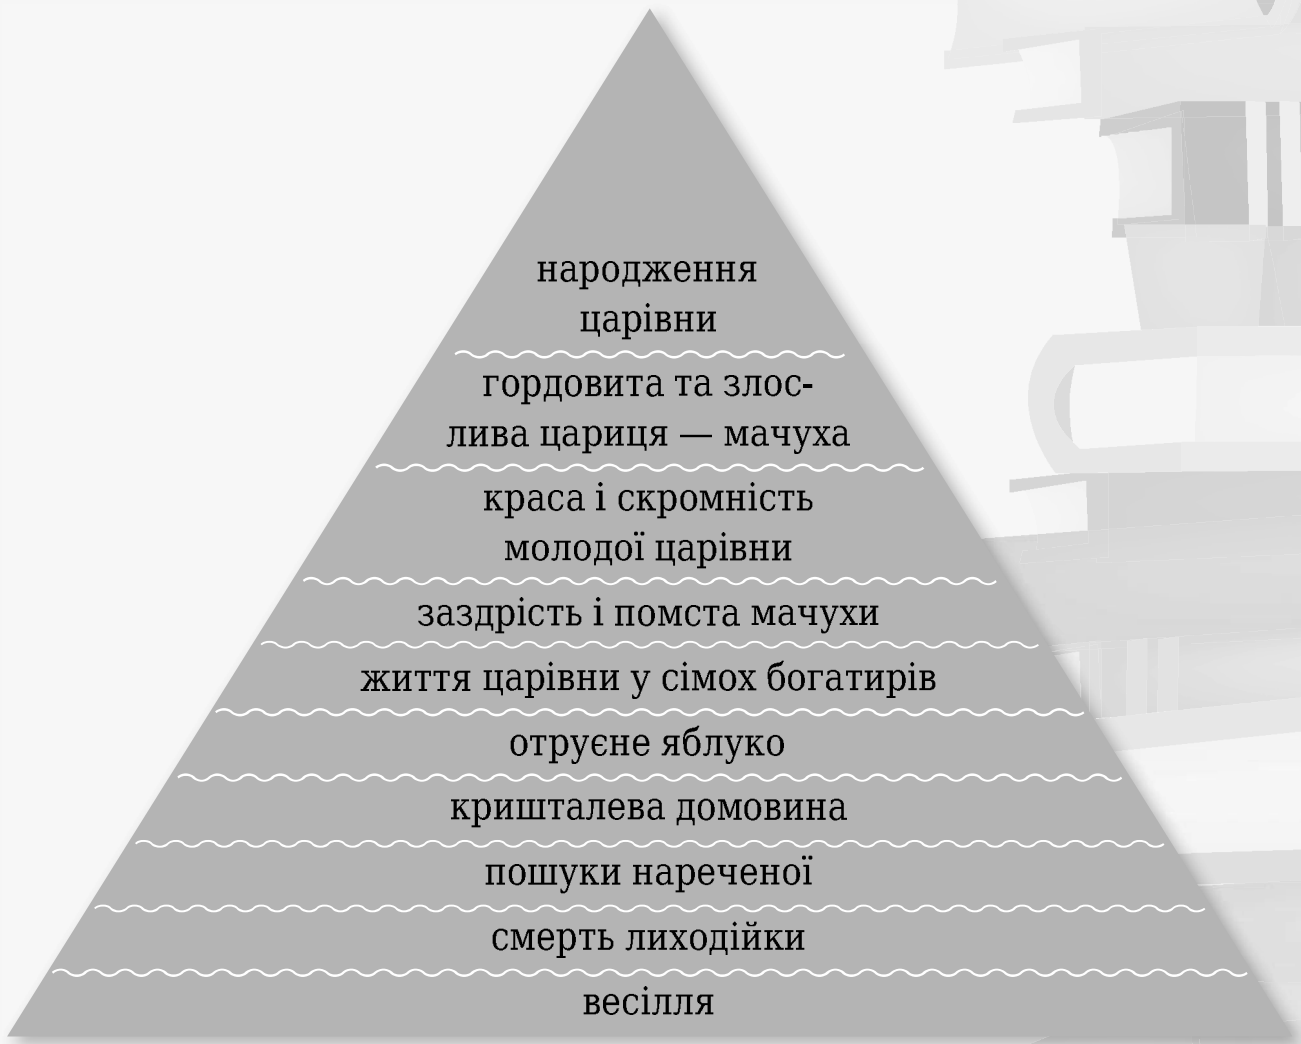 народження
царівни
гордовита та злос-
лива цариця — мачуха
краса і скромність
молодої царівни
заздрість і помста мачухи
життя царівни у сімох богатирів
отруєне яблуко
кришталева домовина
пошуки нареченої
смерть лиходійки
весілля